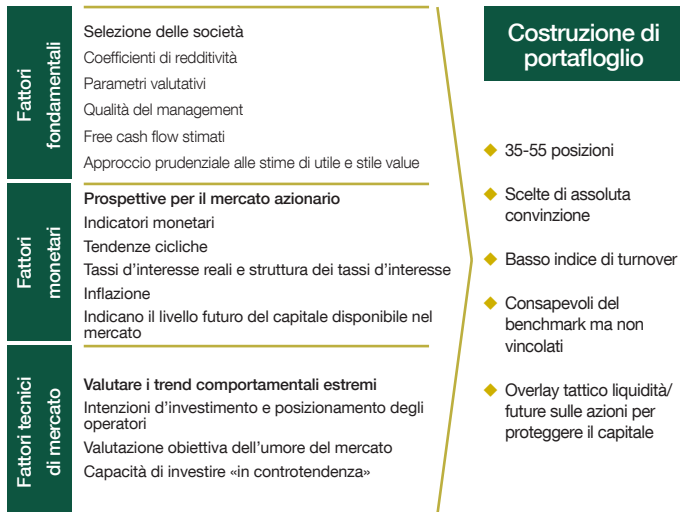 Fattori
fondamentali
Selezione delle società
Coefficienti di redditività
Parametri valutativi
Qualità del management
Free cash flow stimati
Approccio prudenziale alle stime di utile e stile value
Fattori
monetari
Prospettive per il mercato azionario
Indicatori monetari
Tendenze cicliche
Tassi d’interesse reali e struttura dei tassi d’interesse
Inflazione
Indicano il livello futuro del capitale disponibile nel
mercato
Fattori tecnici
di mercato
Valutare i trend comportamentali estremi
Intenzioni d’investimento e posizionamento degli
operatori
Valutazione obiettiva dell’umore del mercato
Capacità di investire «in controtendenza»
Costruzione di
portafloglio
35-55 posizioni
Scelte di assoluta
convinzione
Basso indice di turnover
Consapevoli del
benchmark ma non
vincolati
Overlay tattico liquidità/
future sulle azioni per
proteggere il capitale